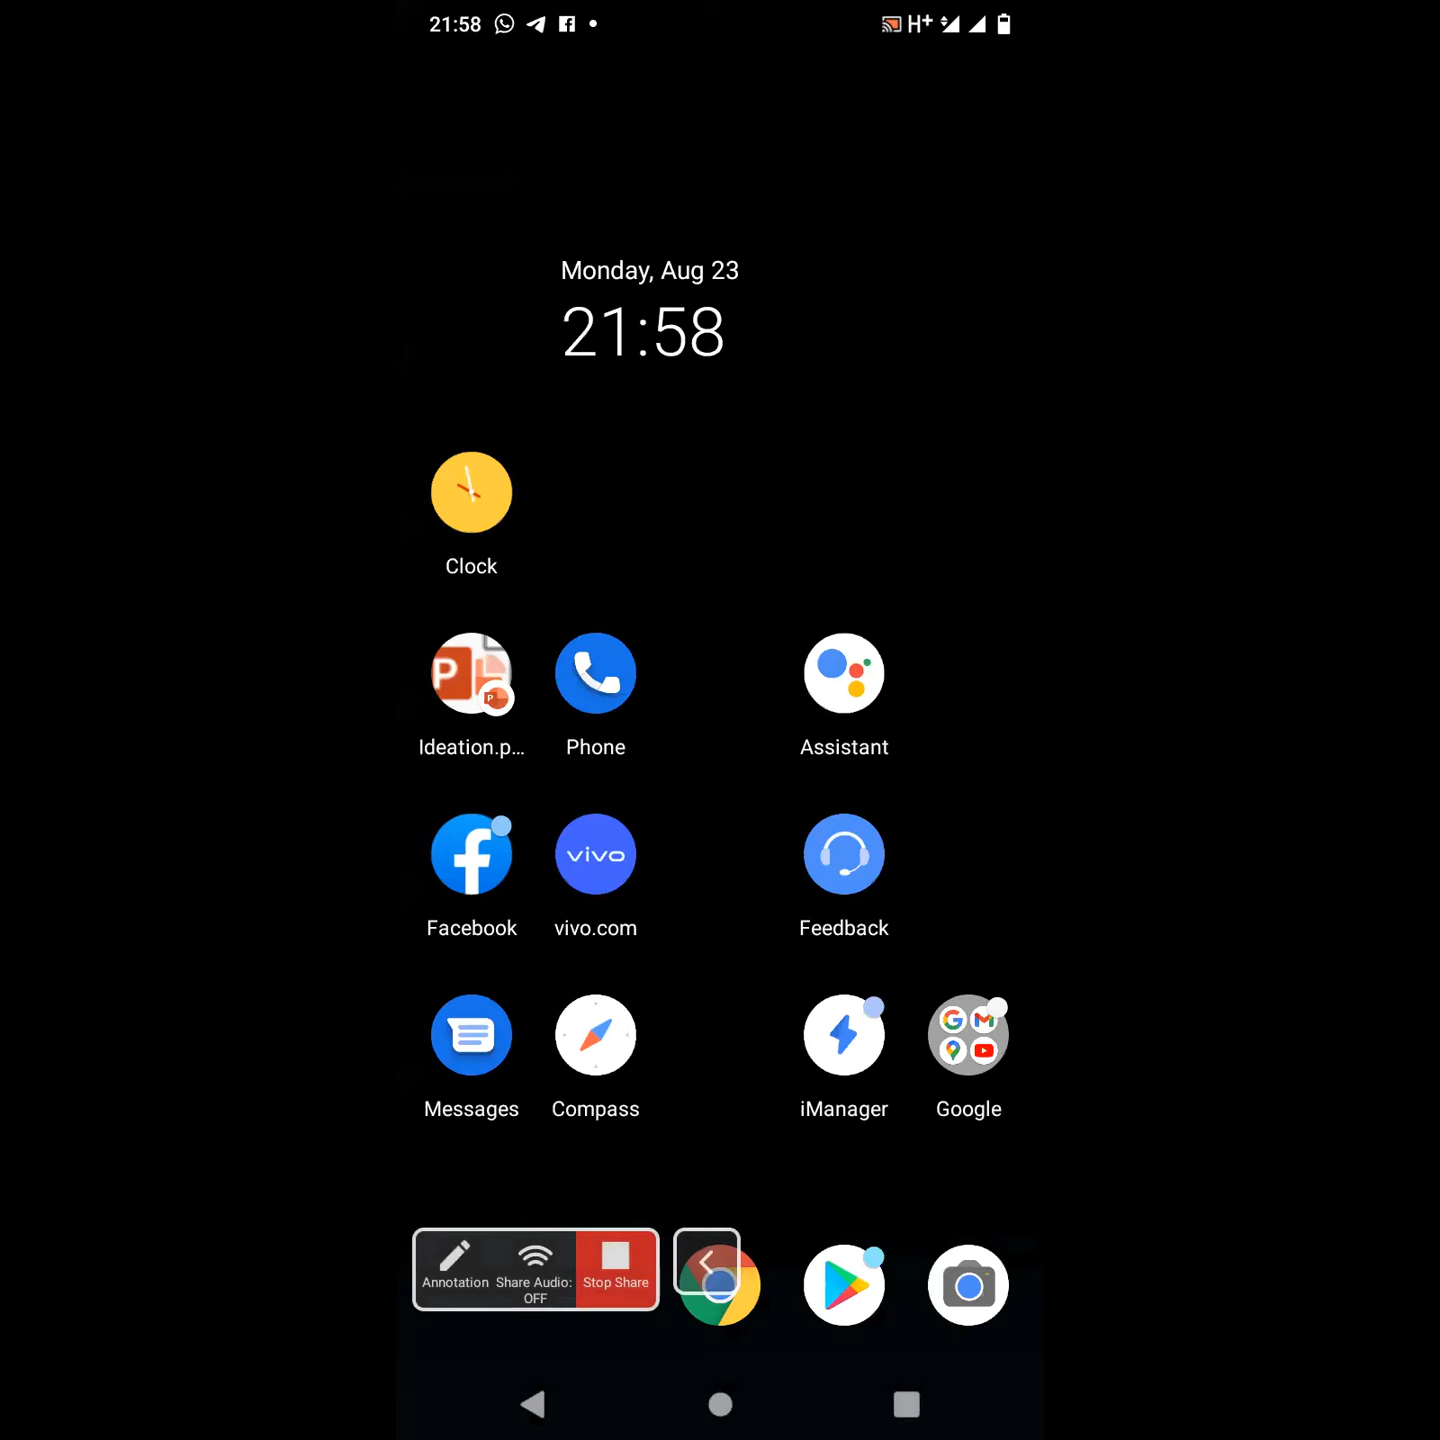 21:58
H+
Monday, Aug 23
21:58
Clock
P
P
Ideation.p...
Phone
Assistant
vivo
Facebook
vivo.com
Feedback
Messages
Compass
iManager
Google
Annotation
Share Audio:
OFF
Stop Share